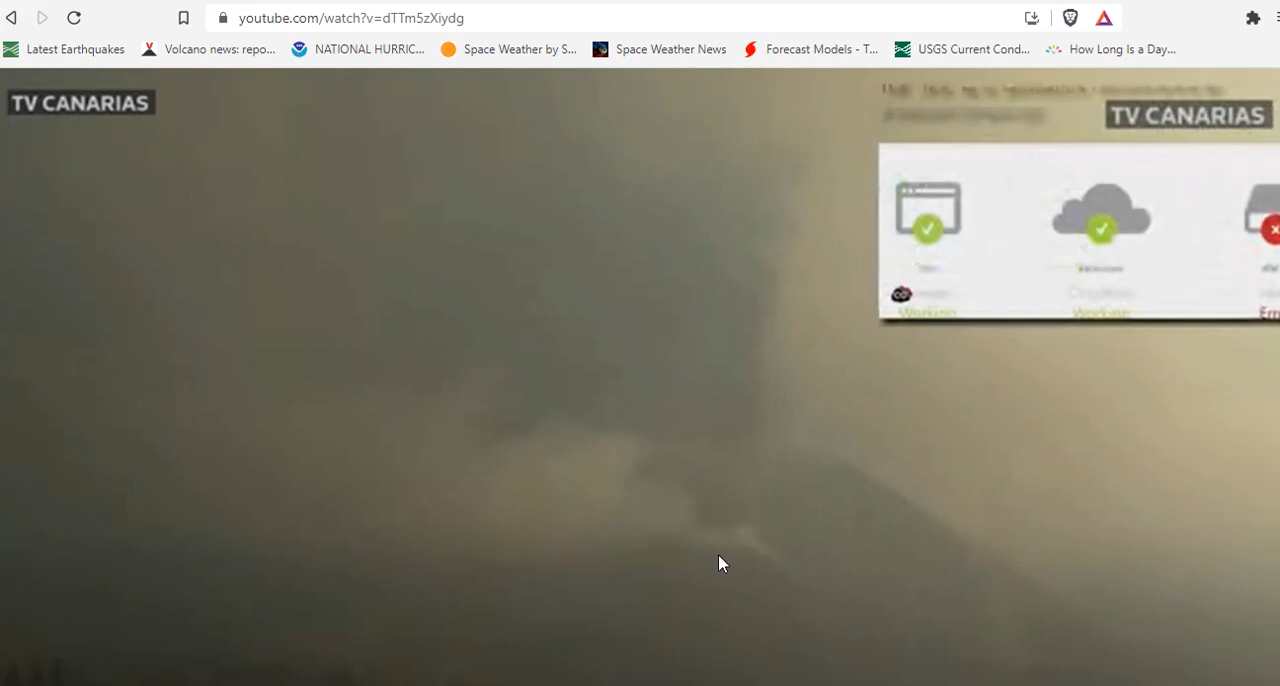 youtube.com/watch?v=dTTm5zXiydg
Latest Earthquakes Volcano news: repo... NATIONAL HURRIC... Space Weather by S... Space Weather News Forecast Models - T... USGS Current Cond... How Long Is a Day...
TV CANARIAS
TV CANARIAS
Working Working